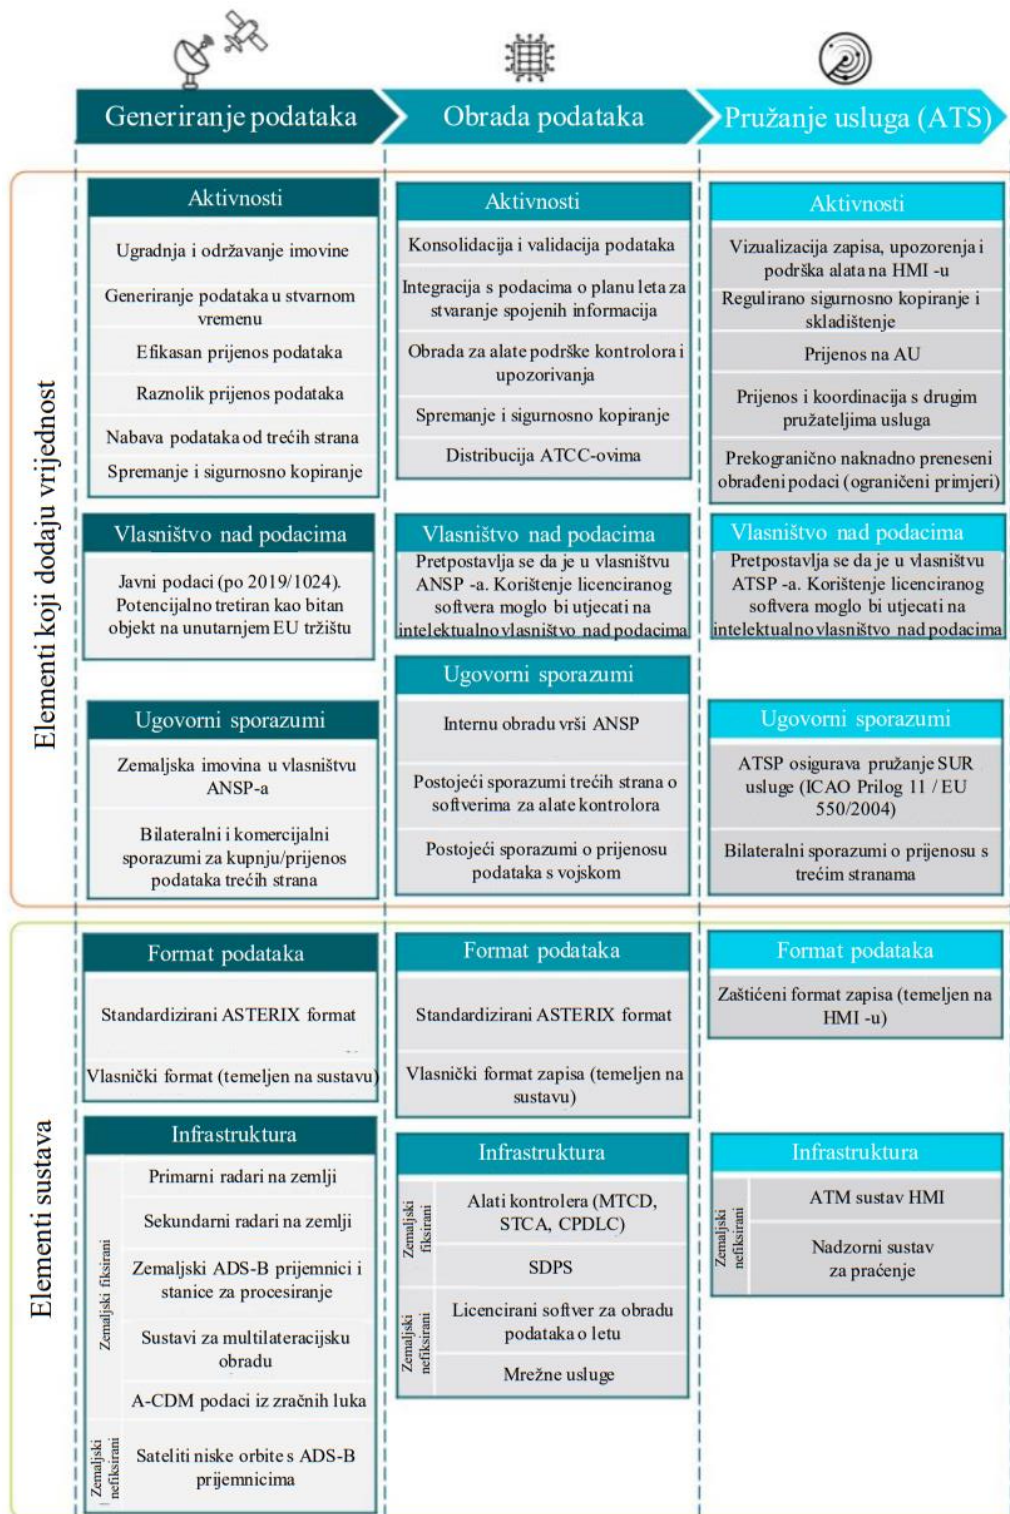 Generiranje podataka
Obrada podataka
Pružanje usluga (ATS)
Elementi koji dodaju vrijednost
Aktivnosti
Ugradnja i održavanje imovine
Generiranje podataka u stvarnom
vremenu
Efikasan prijenos podataka
Raznolik prijenos podataka
Nabava podataka od trećih strana
Spremanje i sigurnosno kopiranje
Vlasništvo nad podacima
Javni podaci (po 2019/1024).
Potencijalno tretiran kao bitan
objekt na unutarnjem EU tržištu
Ugovorni sporazumi
Zemaljska imovina u vlasništvu
ANSP-a
Bilateralni i komercijalni
sporazumi za kupnju/prijenos
podataka trećih strana
Aktivnosti
Konsolidacija i validacija podataka
Integracija s podacima o planu leta za
stvaranje spojenih informacija
Obrada za alate podrške kontrolora i
upozorivanja
Spremanje i sigurnosno kopiranje
Distribucija ATCC-ovima
Vlasništvo nad podacima
Pretpostavlja se da je u vlasništvu
ANSP -a. Korištenje licenciranog
softvera moglo bi utjecati na
intelektualno vlasništvo nad podacima
Ugovorni sporazumi
Internu obradu vrši ANSP
Postojeći sporazumi trećih strana o
softverima za alate kontrolora
Postojeći sporazumi o prijenosu
podataka s vojskom
Aktivnosti
Vizualizacija zapisa, upozorenja i
podrška alata na HMI -u
Regulirano sigurnosno kopiranje i
skladištenje
Prijenos na AU
Prijenos i koordinacija s drugim
pružateljima usluga
Prekogranično naknadno preneseni
obrađeni podaci (ograničeni primjeri)
Vlasništvo nad podacima
Pretpostavlja se da je u vlasništvu
ATSP -a. Korištenje licenciranog
softvera moglo bi utjecati na
intelektualno vlasništvo nad podacima
Ugovorni sporazumi
ATSP osigurava pružanje SUR
usluge (ICAO Prilog 11 / EU
550/2004)
Bilateralni sporazumi o prijenosu s
trećim stranama
Elementi sustava
Format podataka
Standardizirani ASTERIX format
Vlasnički format (temeljen na sustavu)
Infrastruktura
Zemaljski fiksirani
Primarni radari na zemlji
Sekundarni radari na zemlji
Zemaljski ADS-B prijemnici i
stanice za procesiranje
Sustavi za multilateracijsku
obradu
A-CDM podaci iz zračnih luka
Zemaljski
nefiksirani
Sateliti niske orbite s ADS-B
prijemnicima
Format podataka
Standardizirani ASTERIX format
Vlasnički format zapisa (temeljen na
sustavu)
Infrastruktura
Zemaljski
fiksirani
Alati kontrolera (MTCD,
STCA, CPDLC)
SDPS
Zemaljski
nefiksirani
Licencirani softver za obradu
podataka o letu
Mrežne usluge
Format podataka
Zaštićeni format zapisa (temeljen na
HMI -u)
Infrastruktura
Zemaljski
nefiksirani
ATM sustav HMI
Nadzorni sustav
za praćenje